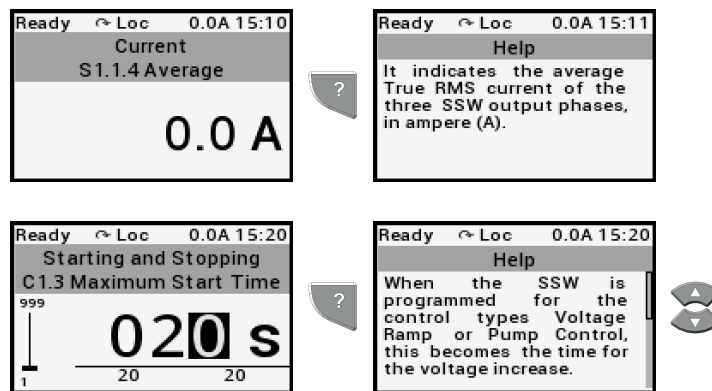 Ready Loc 0.0A 15:10
Current
S1.1.4 Average
0.0 A
?
Ready Loc 0.0A 15:11
Help
It indicates the average
True RMS current of the
three SSW output phases,
in ampere (A).
Ready Loc 0.0A 15:20
Starting and Stopping
C1.3 Maximum Start Time
999
020 s
1
20 20
?
Ready Loc 0.0A 15:20
Help
When the SSW is
programmed for the
control types Voltage
Ramp or Pump Control,
this becomes the time for
the voltage increase.